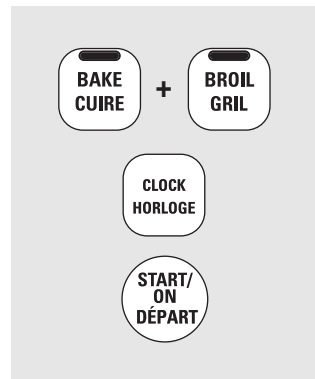 BAKE
CUIRE
+
BROIL
GRIL
CLOCK
HORLOGE
START/
ON
DÉPART